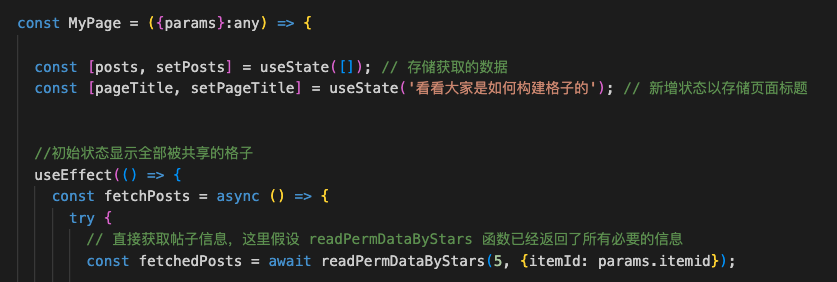 const MyPage = ({params}:any) => {
const [posts, setPosts] = useState([]); // 存储获取的数据
const [pageTitle, setPageTitle] = useState('看看大家是如何构建格子的'); // 新增状态以存储页面标题
//初始状态显示全部被共享的格子
useEffect(() => {
const fetchPosts = async () => {
try {
// 直接获取帖子信息，这里假设 readPermDataByStars 函数已经返回了所有必要的信息
const fetchedPosts = await readPermDataByStars(5, {itemId: params.itemid});